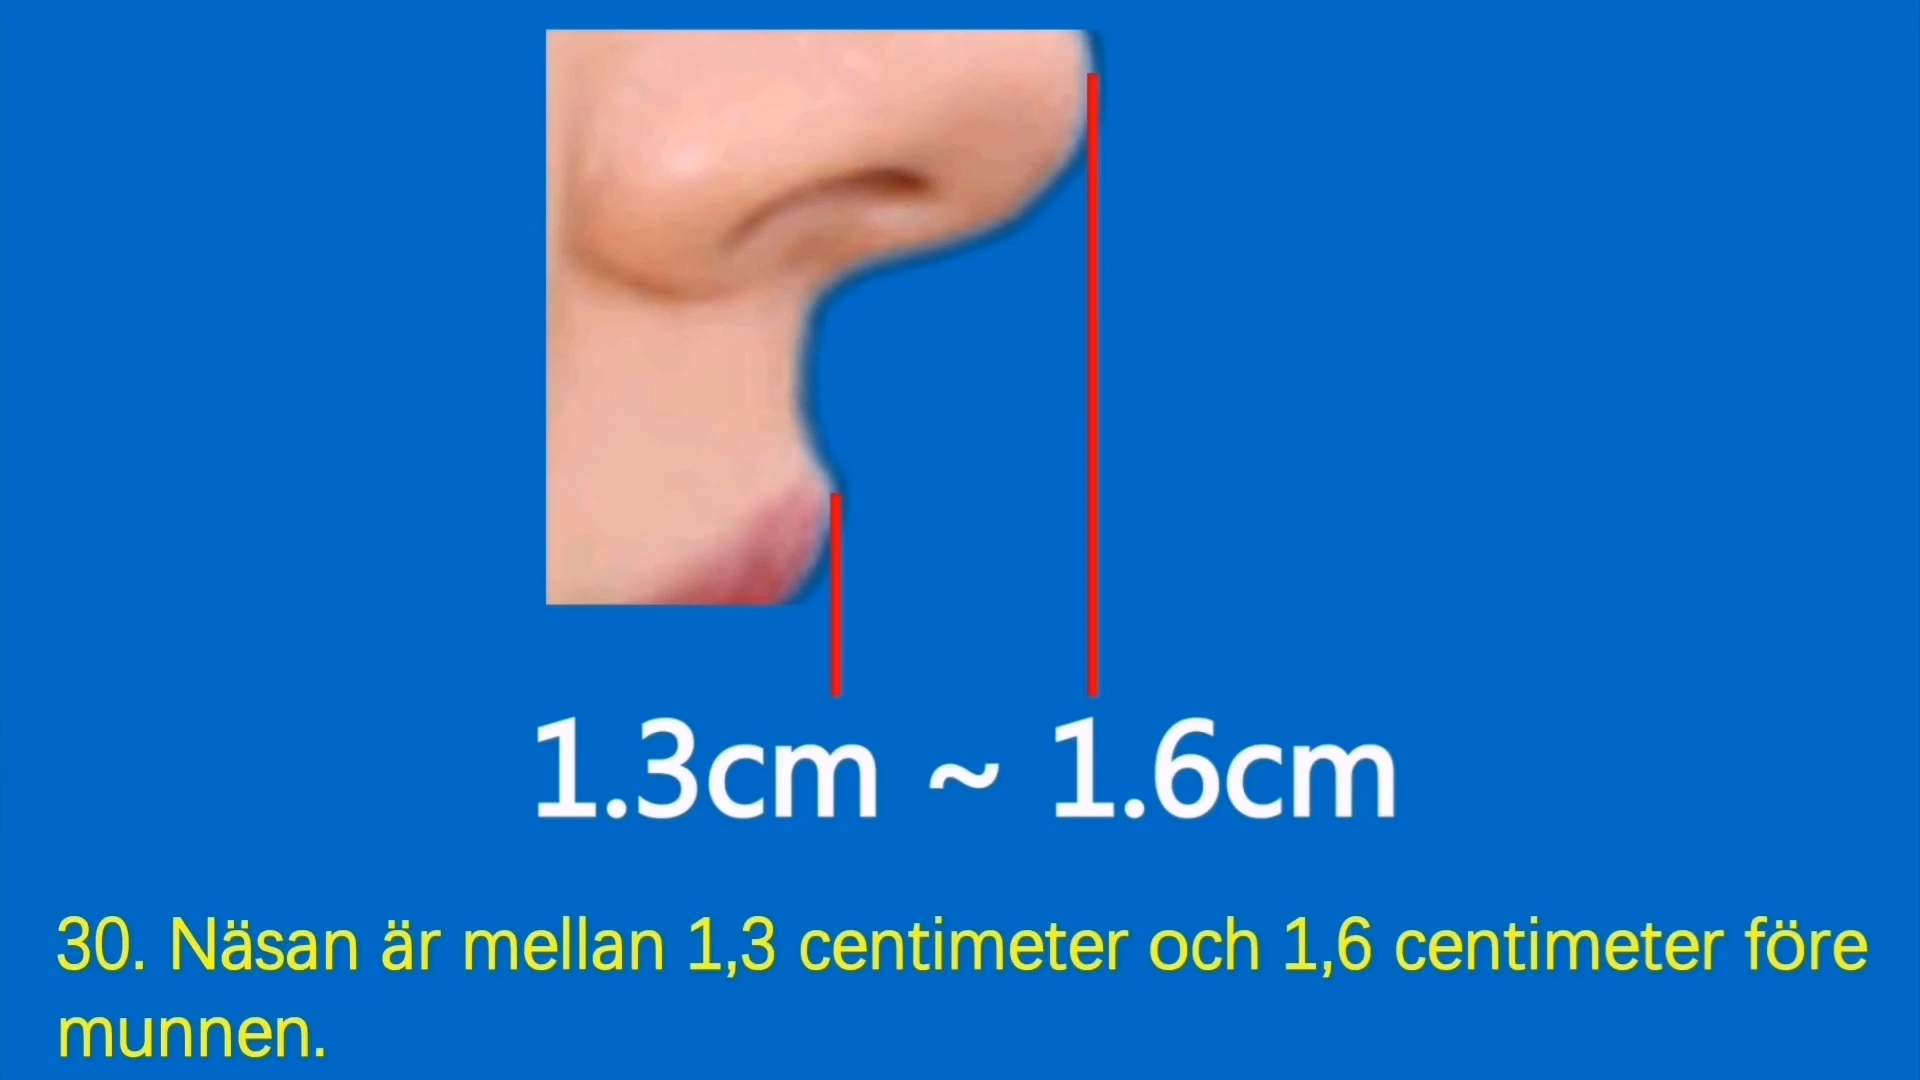 1.3cm ~ 1.6cm
30. Näsan är mellan 1,3 centimeter och 1,6 centimeter före
munnen.